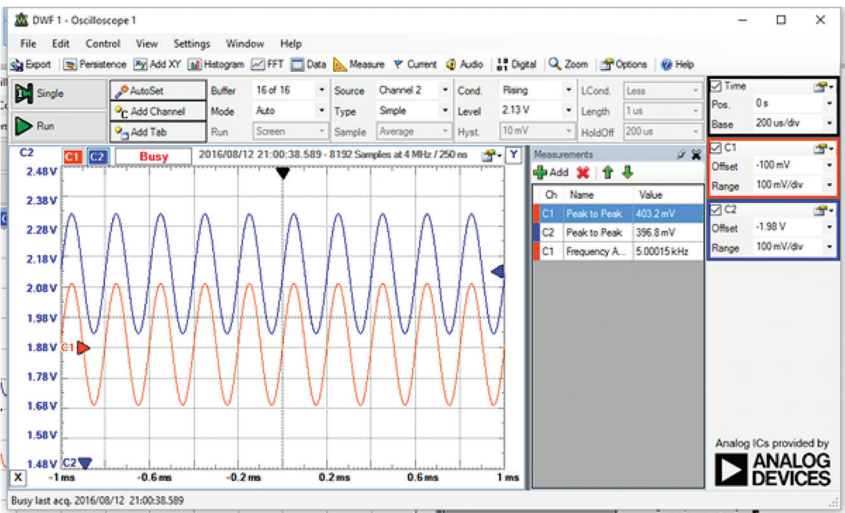 DWF 1 - Oscilloscope 1
File Edit Control View Settings Window Help
Export Persistence Add XY Histogram FFT Data Measure Current Audio Digital Zoom Options Help
Single AutoSet Buffer 16 of 16 Source Channel 2 Cond. Rising LCond. Less
Add Channel Mode Auto Type Simple Level 2.13 V Length 1 us
Run Add Tab Run Screen Sample Average Hyst. 10 mV HoldOff 200 us
Time
Pos. 0 s
Base 200 us/div
C1
Offset -100 mV
Range 100 mV/div
C2
Offset -1.98 V
Range 100 mV/div
C2 C1 C2 Busy 2016/08/12 21:00:38.589 - 8192 Samples at 4 MHz / 250 ns Y
2.48 V
2.38 V
2.28 V
2.18 V
2.08 V
1.98 V
1.88 V C1
1.78 V
1.68 V
1.58 V
1.48 V C2
X -1 ms -0.6 ms -0.2 ms 0.2 ms 0.6 ms 1 ms
Measurements
Add
Ch Name Value
C1 Peak to Peak 403.2 mV
C2 Peak to Peak 396.8 mV
C1 Frequency A... 5.00015 kHz
Analog ICs provided by
ANALOG
DEVICES
Busy last acq. 2016/08/12 21:00:38.589